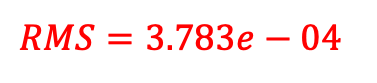 RMS = 3.783e − 04